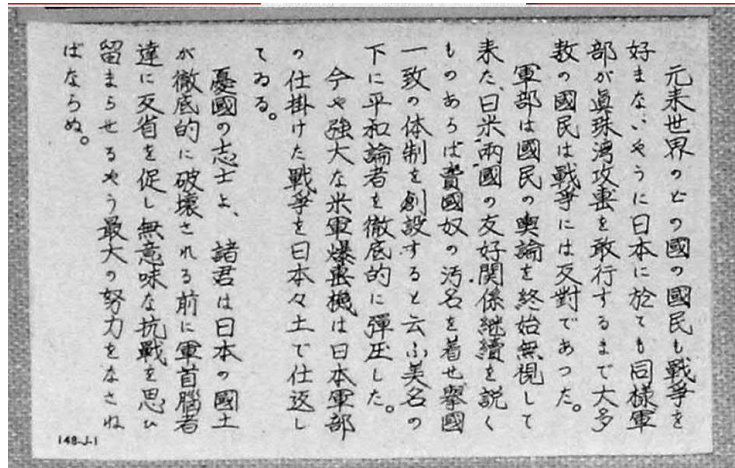 元来世界のどの國の國民も戰爭を
好まないやうに日本に於ても同様軍
部が眞珠湾攻撃を敢行するまで大多
数の國民は戰爭には反對であつた。
軍部は國民の輿論を終始無視して
来た、日米兩國の友好関係継續を説く
ものあらば賣國奴の汚名を着せ擧國
一致の体制を創設すると云ふ美名の
下に平和論者を徹底的に彈圧した。
今や強大な米軍爆撃機は日本軍部
の仕掛けた戰爭を日本々土で仕返し
てゐる。
憂國の志士よ、諸君は日本の國土
が徹底的に破壊される前に軍首腦者
達に反省を促し無意味な抗戰を思ひ
留まらせるやう最大の努力をなさね
ばならぬ。
148-J-1